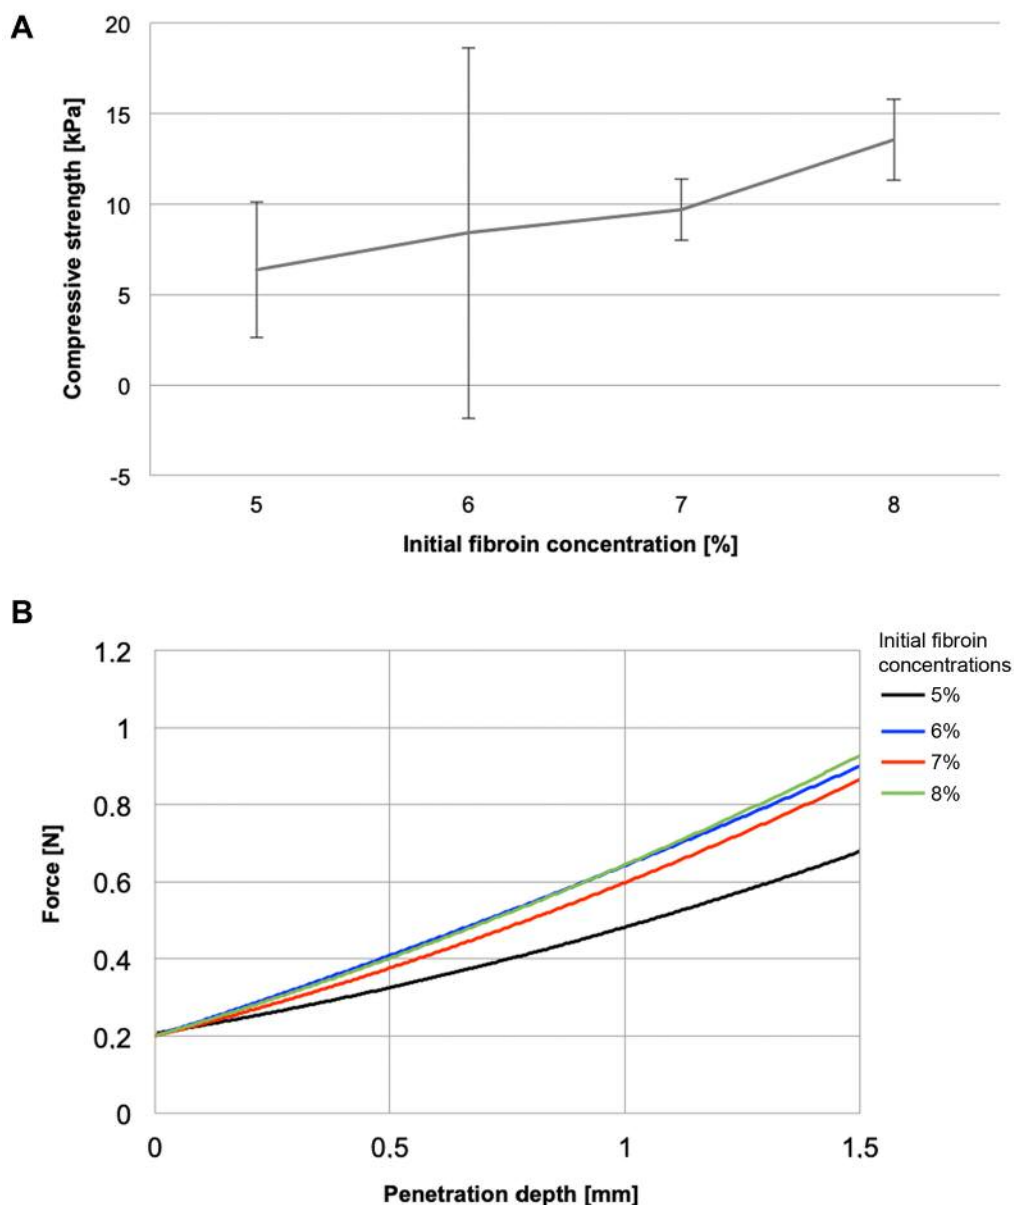 A
20
15
10
5
0
-5
Compressive strength [kPa]
5 6 7 8
Initial fibroin concentration [%]
B
1.2
1
0.8
0.6
0.4
0,2
0
Force [N]
0 0.5 1 1.5
Penetration depth [mm]
Initial fibroin
concentrations
5%
6%
7%
8%